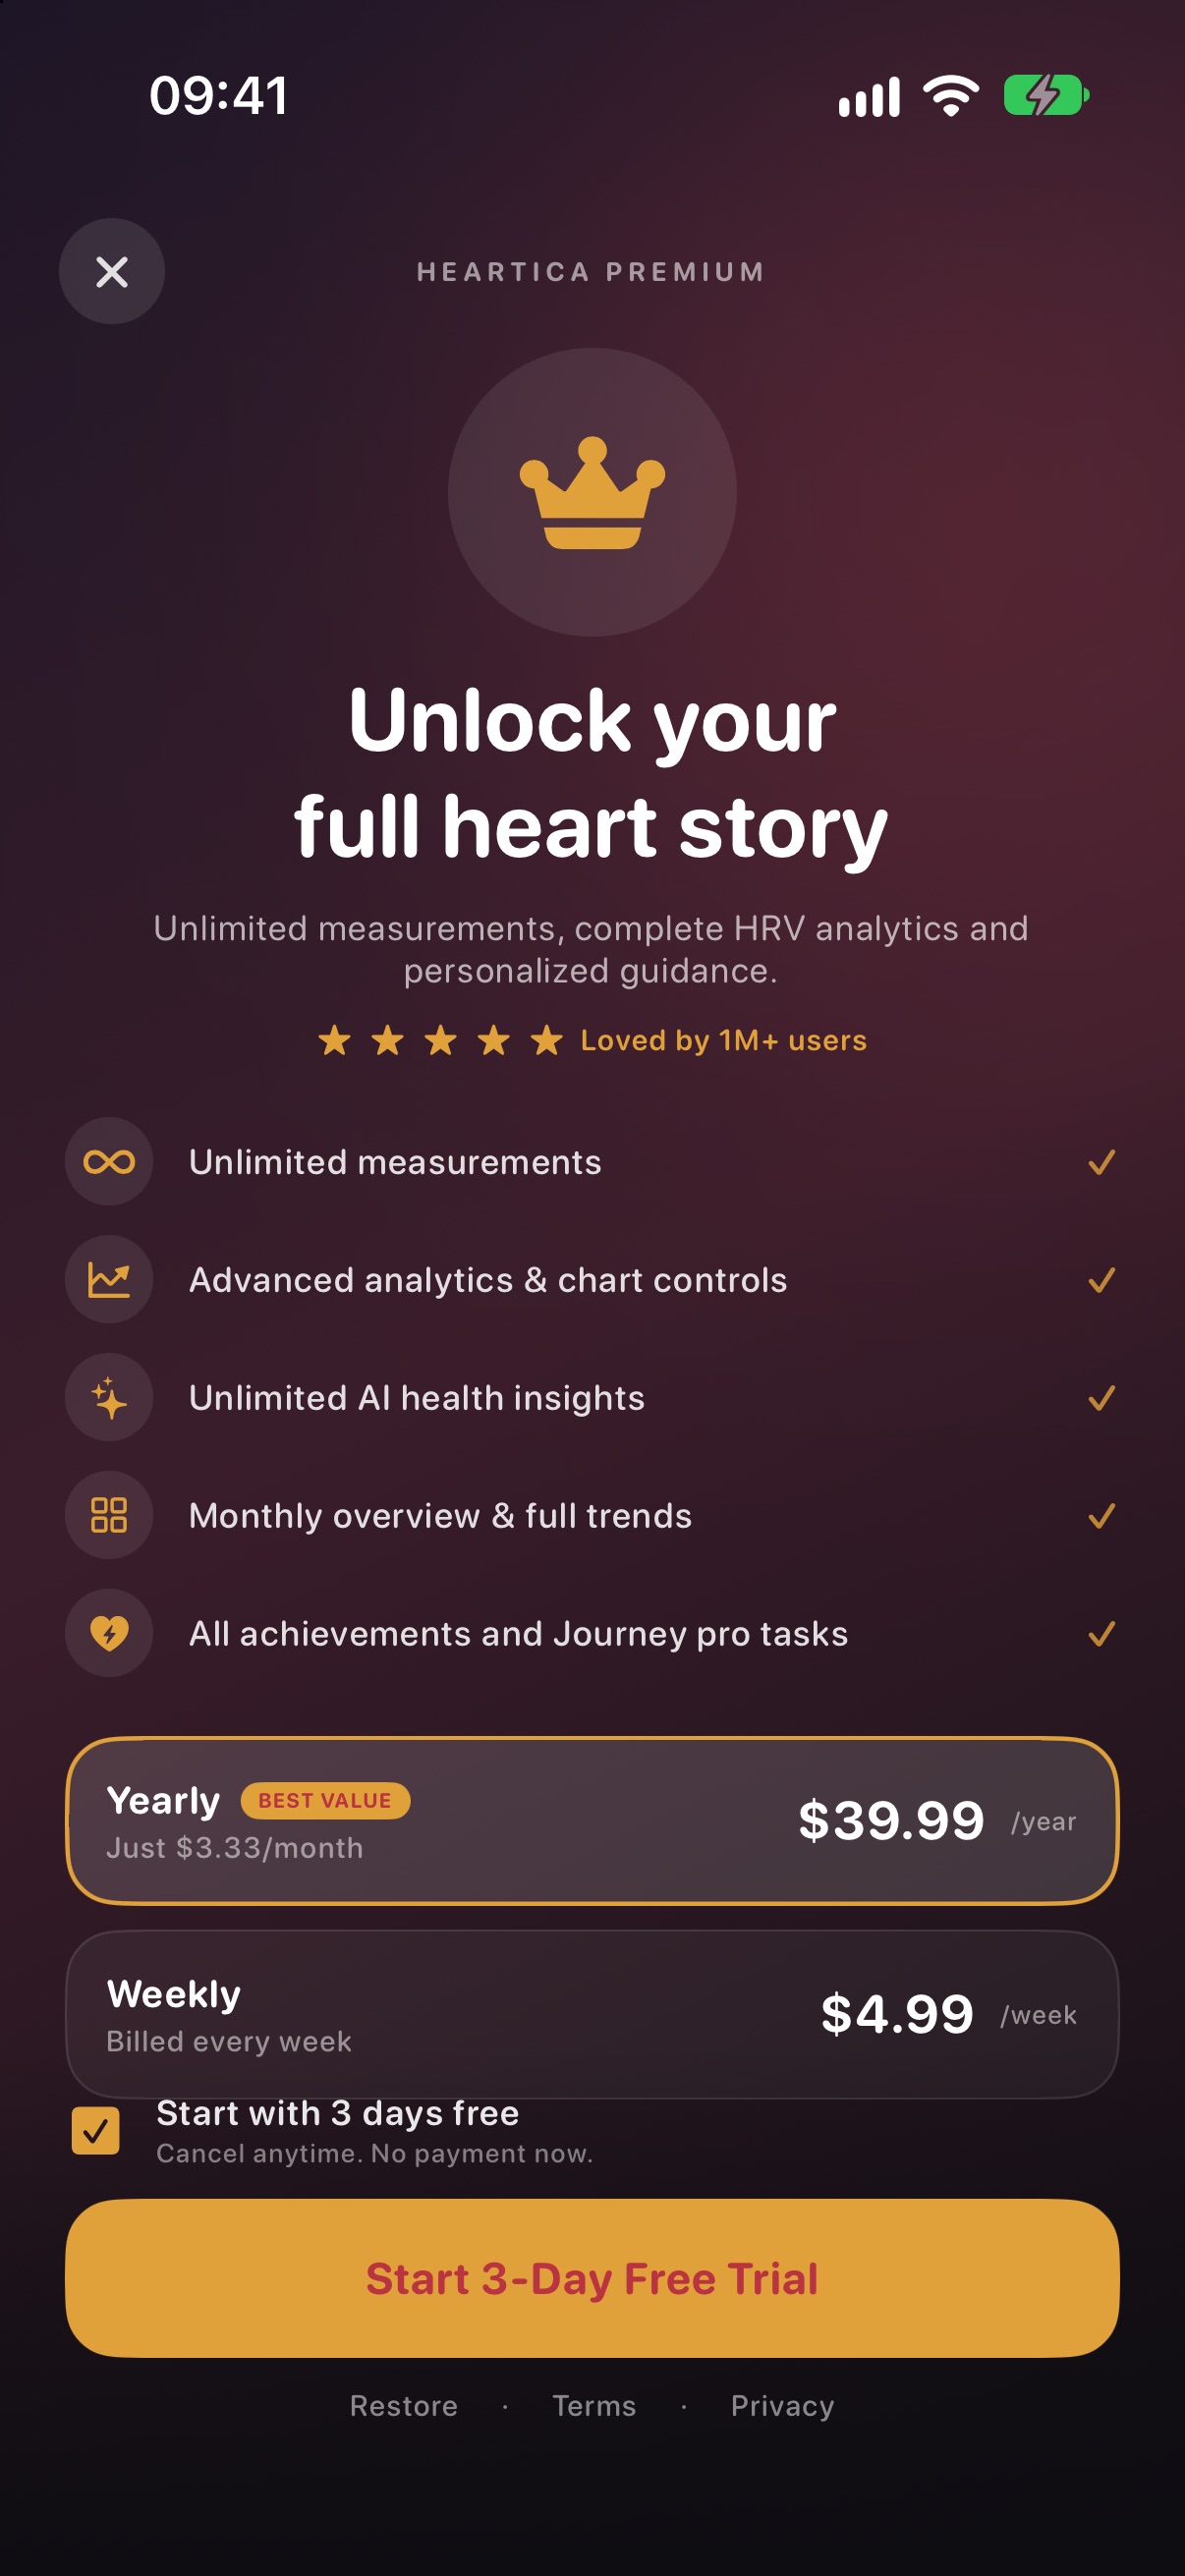 09:41
HEARTICA PREMIUM
Unlock your
full heart story
Unlimited measurements, complete HRV analytics and
personalized guidance.
Loved by 1M+ users
Unlimited measurements
Advanced analytics & chart controls
Unlimited AI health insights
Monthly overview & full trends
All achievements and Journey pro tasks
Yearly BEST VALUE
Just $3.33/month
$39.99 /year
Weekly
Billed every week
$4.99 /week
Start with 3 days free
Cancel anytime. No payment now.
Start 3-Day Free Trial
Restore · Terms · Privacy